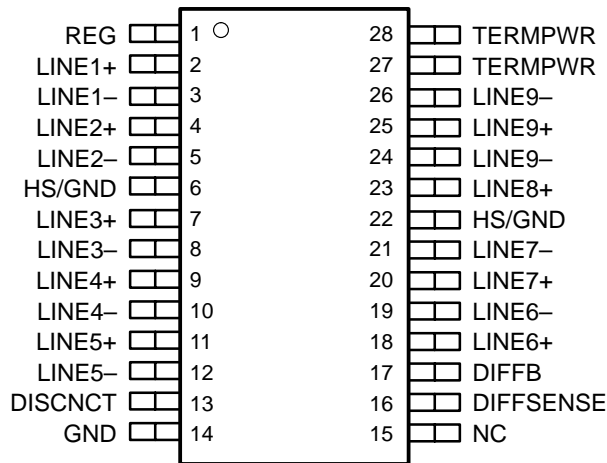 REG 1 28 TERMPWR
LINE1+ 2 27 TERMPWR
LINE1– 3 26 LINE9–
LINE2+ 4 25 LINE9+
LINE2– 5 24 LINE9–
HS/GND 6 23 LINE8+
LINE3+ 7 22 HS/GND
LINE3– 8 21 LINE7–
LINE4+ 9 20 LINE7+
LINE4– 10 19 LINE6–
LINE5+ 11 18 LINE6+
LINE5– 12 17 DIFFB
DISCNCT 13 16 DIFFSENSE
GND 14 15 NC